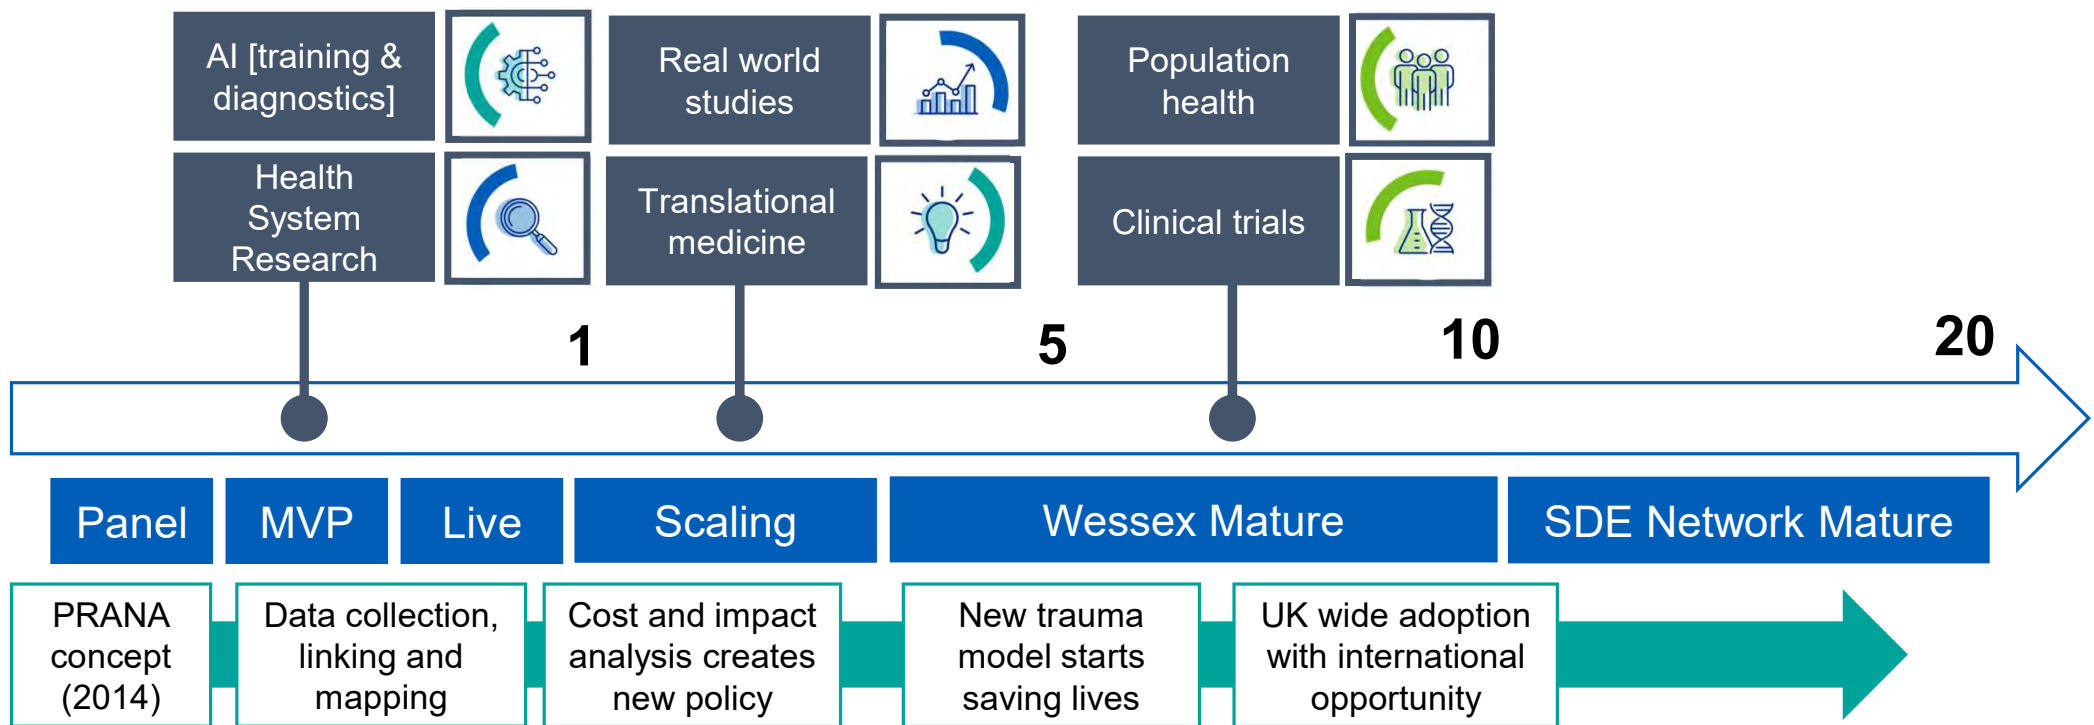 AI [training &
diagnostics]
Real world
studies
Population
health
Health
System
Research
Translational
medicine
Clinical trials
1
5
10
20
Panel
MVP
Live
Scaling
Wessex Mature
SDE Network Mature
PRANA
concept
(2014)
Data collection,
linking and
mapping
Cost and impact
analysis creates
new policy
New trauma
model starts
saving lives
UK wide adoption
with international
opportunity